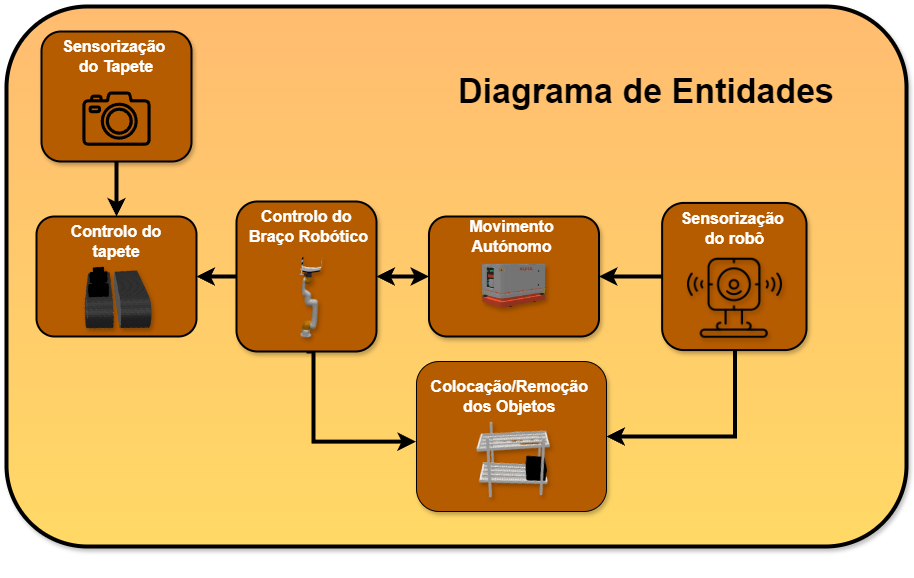 Sensorização
do Tapete
Diagrama de Entidades
Controlo do
tapete
Controlo do
Braço Robótico
Movimento
Autónomo
Sensorização
do robô
Colocação/Remoção
dos Objetos